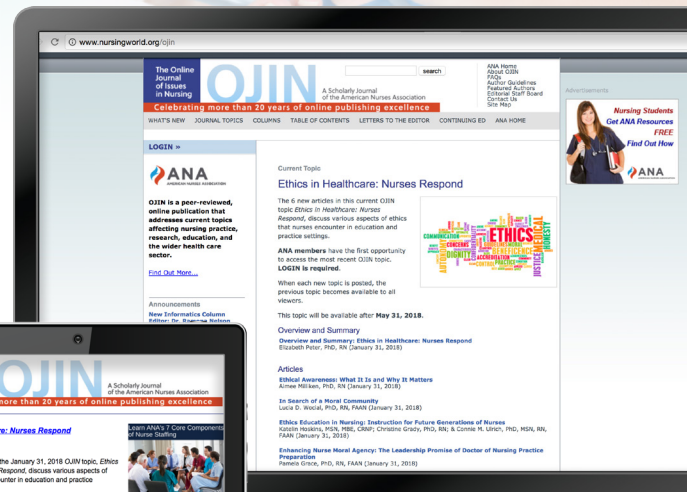 www.nursingworld.org/ojin
The Online
Journal
of Issues
in Nursing
OJIN
search
A Scholarly Journal
of the American Nurses Association
ANA Home
About OJIN
FAQs
Author Guidelines
Featured Authors
Editorial Staff Board
Contact Us
Site Map
Celebrating more than 20 years of online publishing excellence
WHAT'S NEW JOURNAL TOPICS COLUMNS TABLE OF CONTENTS LETTERS TO THE EDITOR CONTINUING ED ANA HOME
Advertisements
Nursing Students
Get ANA Resources
FREE
Find Out How
ANA
LOGIN »
ANA
AMERICAN NURSES ASSOCIATION
OJIN is a peer-reviewed,
online publication that
addresses current topics
affecting nursing practice,
research, education, and
the wider health care
sector.
Find Out More...
Announcements
New Informatics Column
Current Topic
Ethics in Healthcare: Nurses Respond
The 6 new articles in this current OJIN
topic Ethics in Healthcare: Nurses
Respond, discuss various aspects of ethics
that nurses encounter in education and
practice settings.
ANA members have the first opportunity
to access the most recent OJIN topic.
LOGIN is required.
When each new topic is posted, the
previous topic becomes available to all
viewers.
This topic will be available after May 31, 2018.
COMMUNICATION
CONCERNS
DIGNITY
AUTONOMY
ETHICS
BENEFICENCE
ACCREDITATION
PRACTICE
CONTROL
JUSTICE
MEDICAL
HONESTY
Overview and Summary
Overview and Summary: Ethics in Healthcare: Nurses Respond
Elizabeth Peter, PhD, RN (January 31, 2018)
Articles
Ethical Awareness: What It Is and Why It Matters
Aimee Milliken, PhD, RN (January 31, 2018)
In Search of a Moral Community
Lucia D. Wocial, PhD, RN, FAAN (January 31, 2018)
Ethics Education in Nursing: Instruction for Future Generations of Nurses
Katelin Hoskins, MSN, MBE, CRNP; Christine Grady, PhD, RN; & Connie M. Ulrich, PhD, MSN, RN,
FAAN (January 31, 2018)
Enhancing Nurse Moral Agency: The Leadership Promise of Doctor of Nursing Practice
Preparation
Pamela Grace, PhD, RN, FAAN (January 31, 2018)
OJIN
A Scholarly Journal
of the American Nurses Association
more than 20 years of online publishing excellence
re: Nurses Respond
the January 31, 2018 OJIN topic, Ethics
Respond, discuss various aspects of
ounter in education and practice
Learn ANA's 7 Core Components
of Nurse Staffing